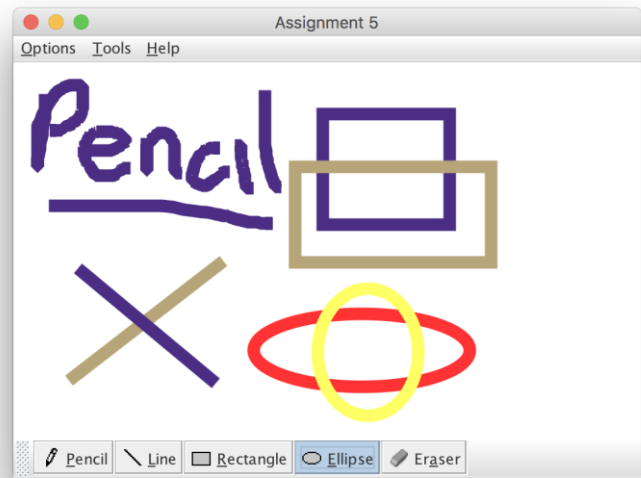 Assignment 5
Options Tools Help
Pencil
Pencil Line Rectangle Ellipse Eraser